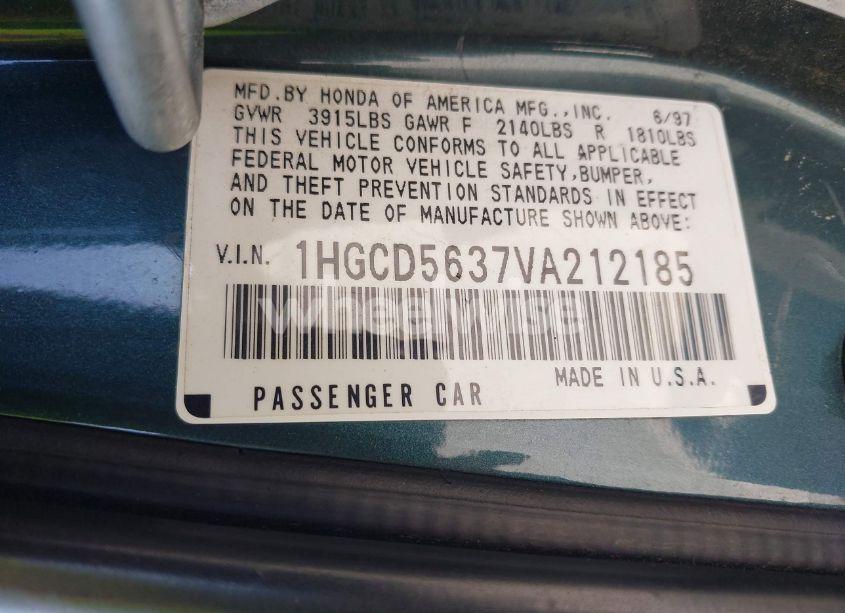 MFD. BY HONDA OF AMERICA MFG., INC. 6/97
GVWR 3915LBS GAWR F 2140LBS R 1810LBS
THIS VEHICLE CONFORMS TO ALL APPLICABLE
FEDERAL MOTOR VEHICLE SAFETY, BUMPER,
AND THEFT PREVENTION STANDARDS IN EFFECT
ON THE DATE OF MANUFACTURE SHOWN ABOVE:
V.I.N. 1HGCD5637VA212185
Wheelwise
PASSENGER CAR MADE IN U.S.A.